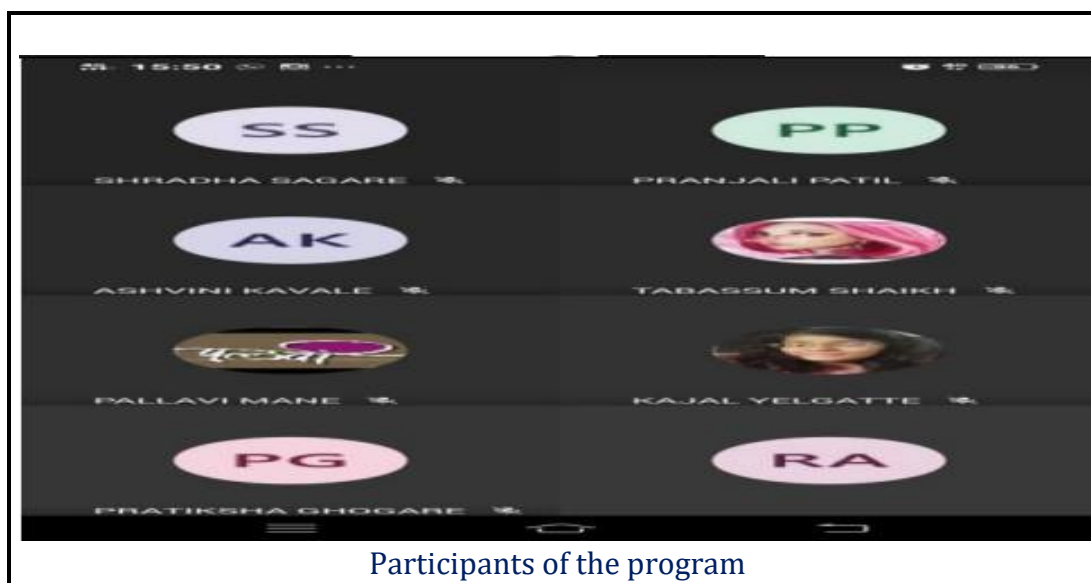 15:50
SS PP
SHRADHA SAGARE PRANJALI PATIL
AK
ASHVINI KAVALE TABASSUM SHAIKH
PALLAVI MANE KAJAL YELGATTE
PG RA
PRATIKSHA GHOGARE
Participants of the program